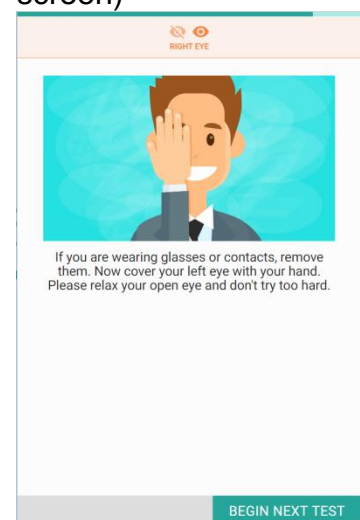 screen)
RIGHT EYE
If you are wearing glasses or contacts, remove
them. Now cover your left eye with your hand.
Please relax your open eye and don't try too hard.
BEGIN NEXT TEST